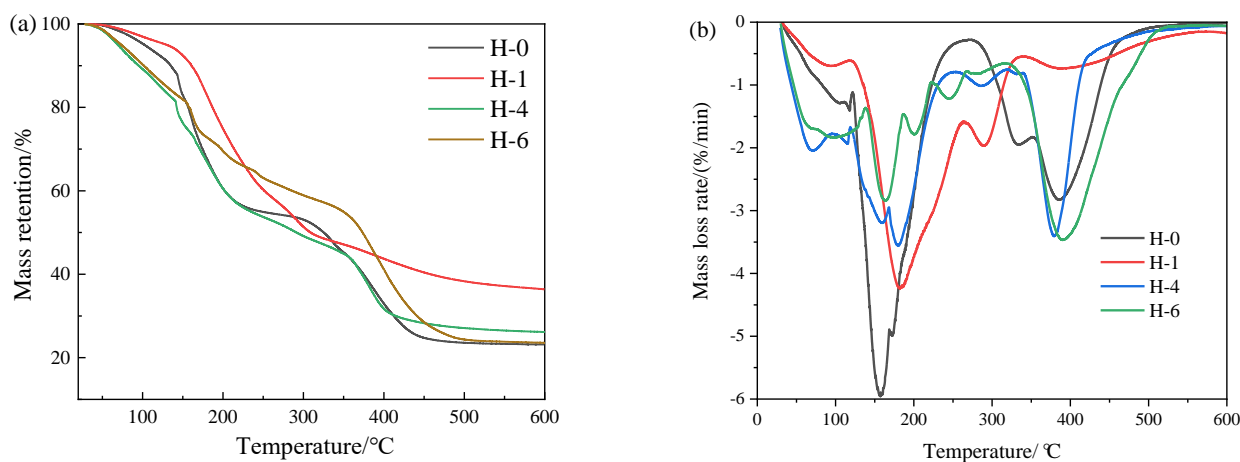 (a)
Mass retention/%
100
80
60
40
20
100
200
300
400
500
600
Temperature/°C
H-0
H-1
H-4
H-6
(b)
Mass loss rate/(%/min)
0
-1
-2
-3
-4
-5
-6
0
100
200
300
400
500
600
Temperature/ °C
H-0
H-1
H-4
H-6